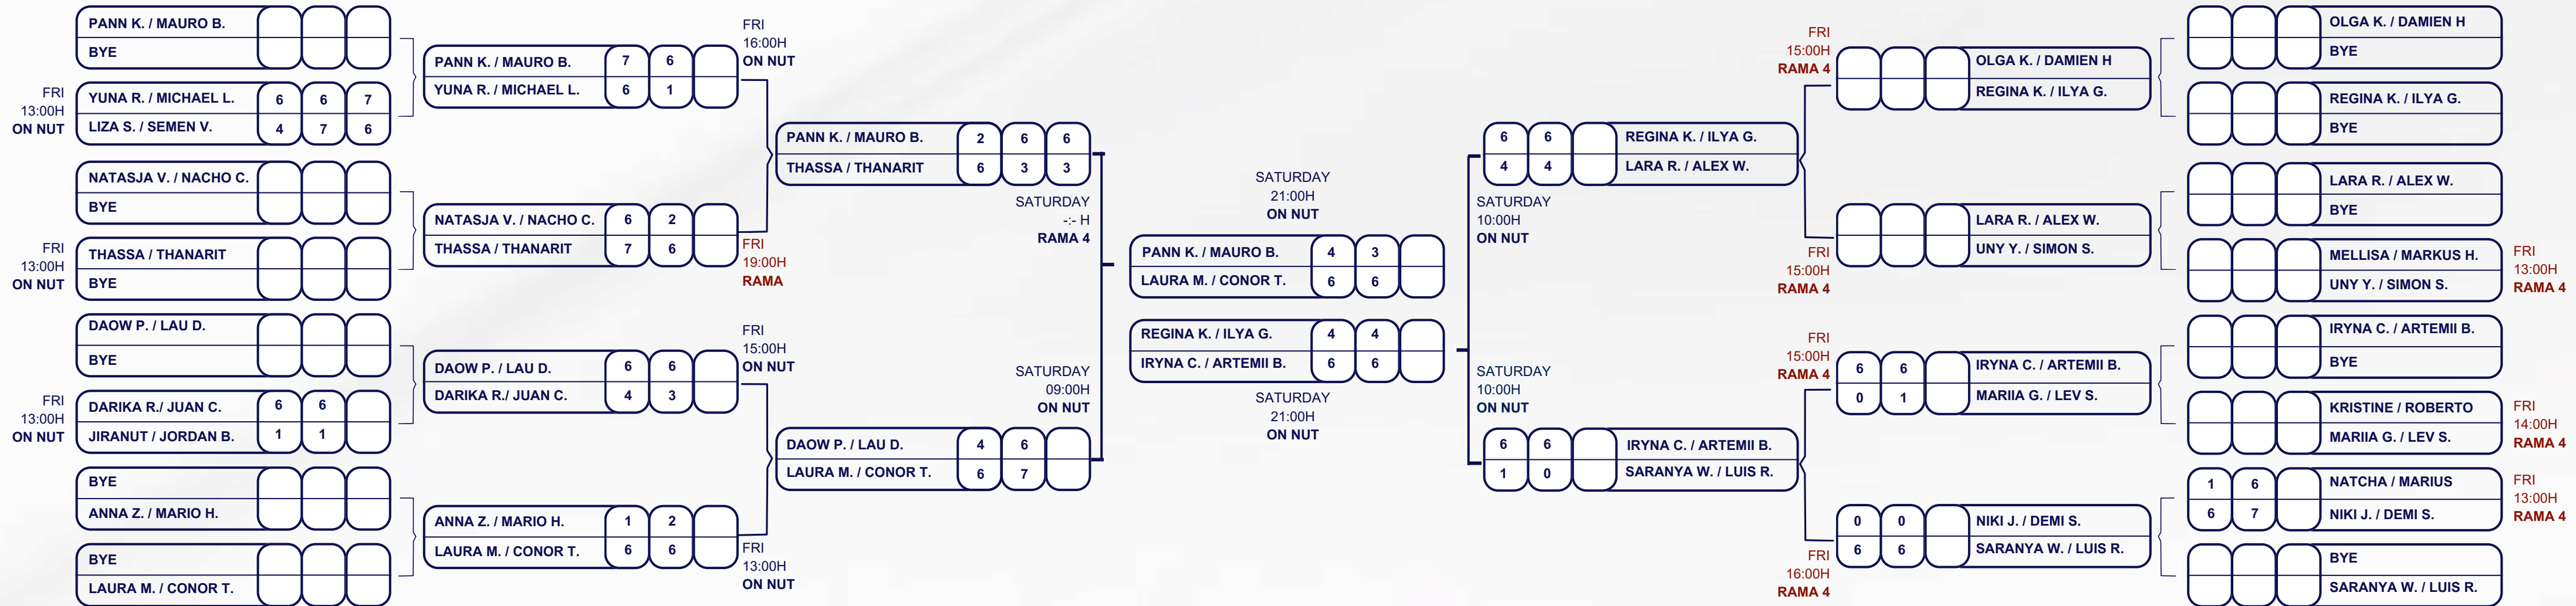 PANN K. / MAURO B.
BYE
FRI
13:00H
ON NUT
YUNA R. / MICHAEL L. 6 6 7
LIZA S. / SEMEN V. 4 7 6
NATASJA V. / NACHO C.
BYE
FRI
13:00H
ON NUT
THASSA / THANARIT
BYE
DAOW P. / LAU D.
BYE
FRI
13:00H
ON NUT
DARIKA R./ JUAN C. 6 6
JIRANUT / JORDAN B. 1 1
BYE
ANNA Z. / MARIO H.
BYE
LAURA M. / CONOR T.
FRI
16:00H
ON NUT
PANN K. / MAURO B. 7 6
YUNA R. / MICHAEL L. 6 1
NATASJA V. / NACHO C. 6 2
THASSA / THANARIT 7 6
FRI
19:00H
RAMA
FRI
15:00H
ON NUT
DAOW P. / LAU D. 6 6
DARIKA R./ JUAN C. 4 3
ANNA Z. / MARIO H. 1 2
LAURA M. / CONOR T. 6 6
FRI
13:00H
ON NUT
PANN K. / MAURO B. 2 6 6
THASSA / THANARIT 6 3 3
SATURDAY
-:- H
RAMA 4
SATURDAY
09:00H
ON NUT
DAOW P. / LAU D. 4 6
LAURA M. / CONOR T. 6 7
SATURDAY
21:00H
ON NUT
PANN K. / MAURO B. 4 3
LAURA M. / CONOR T. 6 6
REGINA K. / ILYA G. 4 4
IRYNA C. / ARTEMII B. 6 6
SATURDAY
21:00H
ON NUT
6 6 REGINA K. / ILYA G.
4 4 LARA R. / ALEX W.
SATURDAY
10:00H
ON NUT
SATURDAY
10:00H
ON NUT
6 6 IRYNA C. / ARTEMII B.
1 0 SARANYA W. / LUIS R.
FRI
15:00H
RAMA 4
OLGA K. / DAMIEN H
REGINA K. / ILYA G.
LARA R. / ALEX W.
UNY Y. / SIMON S.
FRI
15:00H
RAMA 4
FRI
15:00H
RAMA 4
6 6 IRYNA C. / ARTEMII B.
0 1 MARIIA G. / LEV S.
0 0 NIKI J. / DEMI S.
6 6 SARANYA W. / LUIS R.
FRI
16:00H
RAMA 4
OLGA K. / DAMIEN H
BYE
REGINA K. / ILYA G.
BYE
LARA R. / ALEX W.
BYE
MELLISA / MARKUS H.
UNY Y. / SIMON S.
FRI
13:00H
RAMA 4
IRYNA C. / ARTEMII B.
BYE
KRISTINE / ROBERTO
MARIIA G. / LEV S.
FRI
14:00H
RAMA 4
1 6 NATCHA / MARIUS
6 7 NIKI J. / DEMI S.
FRI
13:00H
RAMA 4
BYE
SARANYA W. / LUIS R.